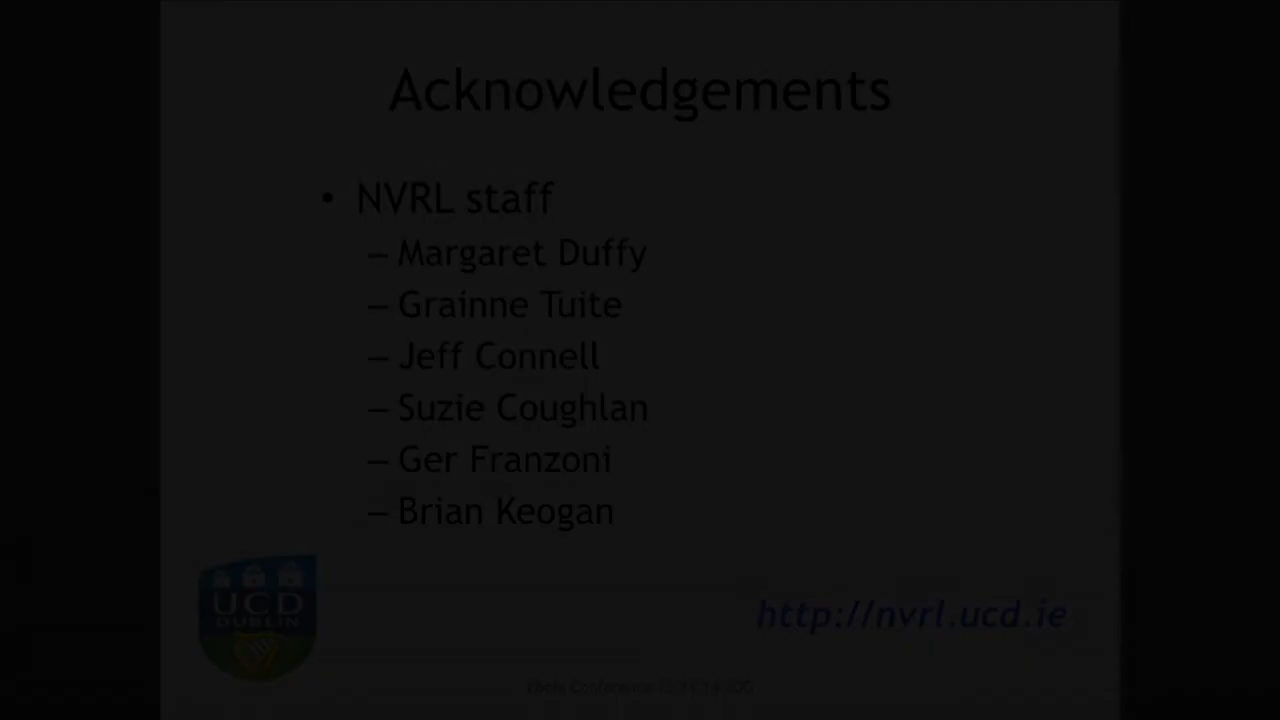 Acknowledgements
• NVRL staff
– Margaret Duffy
– Grainne Tuite
– Jeff Connell
– Suzie Coughlan
– Ger Franzoni
– Brian Keogan
UCD
DUBLIN
http://nvrl.ucd.ie